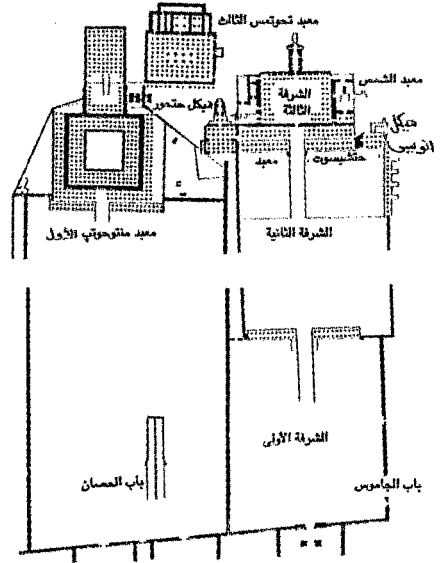 معبد تحوتمس الثالث
معبد الشمس
هيكل حتحور
الشرفة
الثالثة
هيكل
انوبيس
معبد
حتشبسوت
معبد منتوحوتب الأول
الشرفة الثانية
الشرفة الأولى
باب الحصان
باب الجاموس